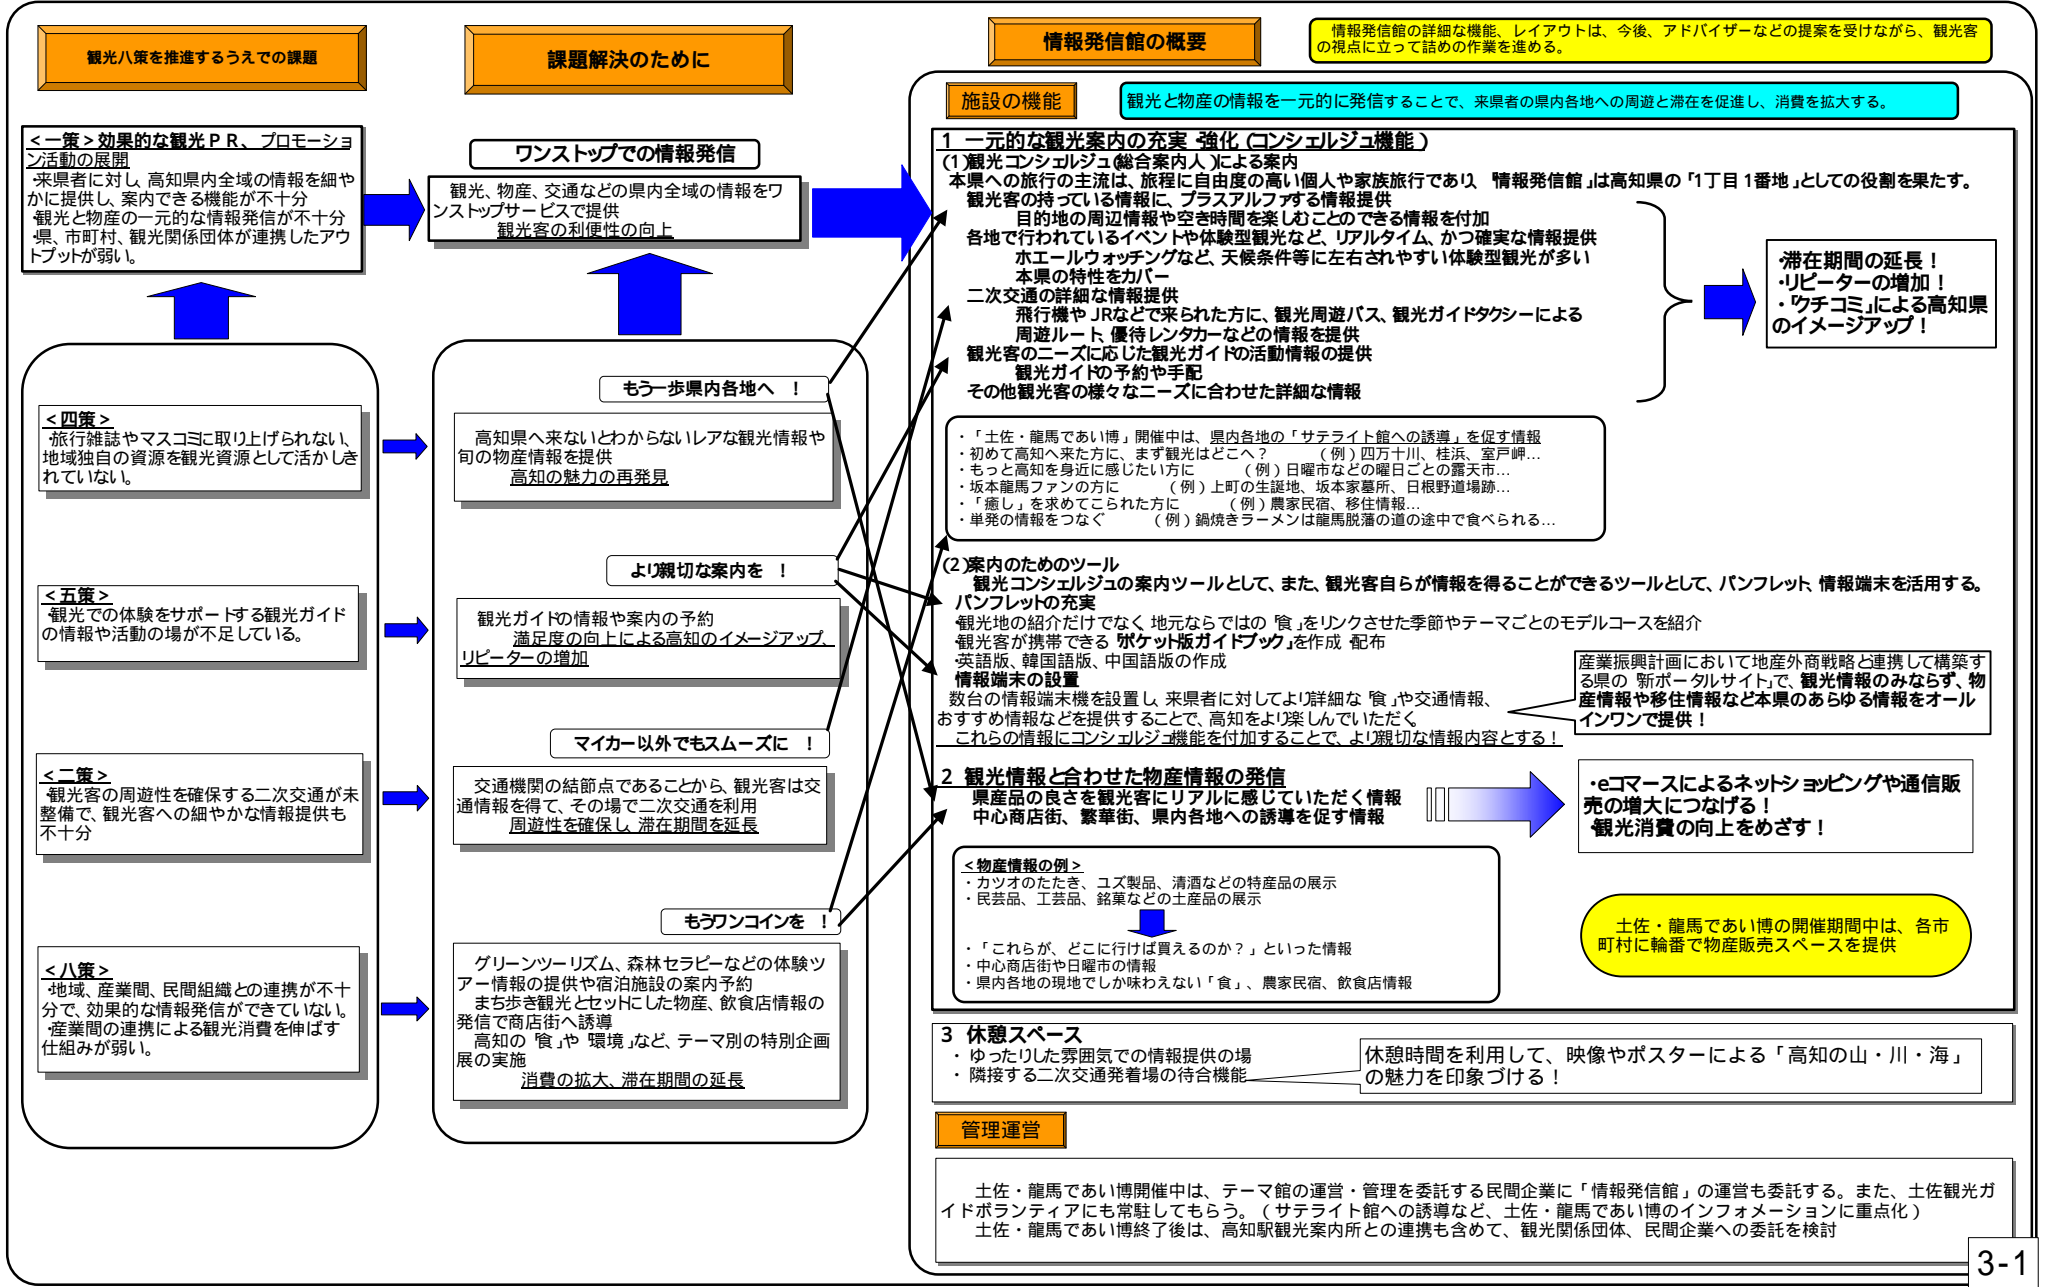 観光八策を推進するうえでの課題
課題解決のために
情報発信館の概要
　情報発信館の詳細な機能、レイアウトは、今後、アドバイザーなどの提案を受けながら、観光客
の視点に立って詰めの作業を進める。
施設の機能
観光と物産の情報を一元的に発信することで、来県者の県内各地への周遊と滞在を促進し、消費を拡大する。
＜一策＞効果的な観光ＰＲ、プロモーショ
ン活動の展開
・来県者に対し、高知県内全域の情報を細や
かに提供し、案内できる機能が不十分
・観光と物産の一元的な情報発信が不十分
・県、市町村、観光関係団体が連携したアウ
トプットが弱い。
ワンストップでの情報発信
観光、物産、交通などの県内全域の情報をワ
ンストップサービスで提供
観光客の利便性の向上
＜四策＞
・旅行雑誌やマスコミに取り上げられない、
地域独自の資源を観光資源として活かしき
れていない。
もう一歩県内各地へ　！
高知県へ来ないとわからないレアな観光情報や
旬の物産情報を提供
高知の魅力の再発見
＜五策＞
・観光での体験をサポートする観光ガイド
の情報や活動の場が不足している。
より親切な案内を　！
観光ガイドの情報や案内の予約
満足度の向上による高知のイメージアップ、
リピーターの増加
＜二策＞
・観光客の周遊性を確保する二次交通が未
整備で、観光客への細やかな情報提供も
不十分
マイカー以外でもスムーズに　！
交通機関の結節点であることから、観光客は交
通情報を得て、その場で二次交通を利用
周遊性を確保し、滞在期間を延長
もうワンコインを　！
＜八策＞
・地域、産業間、民間組織との連携が不十
分で、効果的な情報発信ができていない。
・産業間の連携による観光消費を伸ばす
仕組みが弱い。
グリーンツーリズム、森林セラピーなどの体験ツ
アー情報の提供や宿泊施設の案内予約
まち歩き観光とセットにした物産、飲食店情報の
発信で商店街へ誘導
高知の「食」や「環境」など、テーマ別の特別企画
展の実施
消費の拡大、滞在期間の延長
１　一元的な観光案内の充実・強化（コンシェルジュ機能）
(1)観光コンシェルジュ（総合案内人）による案内
本県への旅行の主流は、旅程に自由度の高い個人や家族旅行であり、「情報発信館」は高知県の「1丁目1番地」としての役割を果たす。
観光客の持っている情報に、プラスアルファする情報提供
目的地の周辺情報や空き時間を楽しむことのできる情報を付加
各地で行われているイベントや体験型観光など、リアルタイム、かつ確実な情報提供
ホエールウォッチングなど、天候条件等に左右されやすい体験型観光が多い
本県の特性をカバー
二次交通の詳細な情報提供
飛行機やJRなどで来られた方に、観光周遊バス、観光ガイドタクシーによる
周遊ルート、優待レンタカーなどの情報を提供
観光客のニーズに応じた観光ガイドの活動情報の提供
観光ガイドの予約や手配
その他観光客の様々なニーズに合わせた詳細な情報
・滞在期間の延長！
・リピーターの増加！
・「クチコミ」による高知県
のイメージアップ！
・「土佐・龍馬であい博」開催中は、県内各地の「サテライト館への誘導」を促す情報
・初めて高知へ来た方に、まず観光はどこへ？　　　（例）四万十川、桂浜、室戸岬…
・もっと高知を身近に感じたい方に　　　（例）日曜市などの曜日ごとの露天市…
・坂本龍馬ファンの方に　　　（例）上町の生誕地、坂本家墓所、日根野道場跡…
・「癒し」を求めてこられた方に　　　（例）農家民宿、移住情報…
・単発の情報をつなぐ　　　（例）鍋焼きラーメンは龍馬脱藩の道の途中で食べられる…
(2)案内のためのツール
観光コンシェルジュの案内ツールとして、また、観光客自らが情報を得ることができるツールとして、パンフレット、情報端末を活用する。
パンフレットの充実
・観光地の紹介だけでなく、地元ならではの「食」をリンクさせた季節やテーマごとのモデルコースを紹介
・観光客が携帯できる「ポケット版ガイドブック」を作成・配布
・英語版、韓国語版、中国語版の作成
情報端末の設置
数台の情報端末機を設置し、来県者に対してより詳細な「食」や交通情報、
おすすめ情報などを提供することで、高知をより楽しんでいただく。
これらの情報にコンシェルジュ機能を付加することで、より親切な情報内容とする！
産業振興計画において地産外商戦略と連携して構築す
る県の「新ポータルサイト」で、観光情報のみならず、物
産情報や移住情報など本県のあらゆる情報をオール
インワンで提供！
２　観光情報と合わせた物産情報の発信
県産品の良さを観光客にリアルに感じていただく情報
中心商店街、繁華街、県内各地への誘導を促す情報
・eコマースによるネットショッピングや通信販
売の増大につなげる！
・観光消費の向上をめざす！
＜物産情報の例＞
・カツオのたたき、ユズ製品、清酒などの特産品の展示
・民芸品、工芸品、銘菓などの土産品の展示
・「これらが、どこに行けば買えるのか？」といった情報
・中心商店街や日曜市の情報
・県内各地の現地でしか味わえない「食」、農家民宿、飲食店情報
土佐・龍馬であい博の開催期間中は、各市
町村に輪番で物産販売スペースを提供
３　休憩スペース
・ゆったりした雰囲気での情報提供の場
・隣接する二次交通発着場の待合機能
休憩時間を利用して、映像やポスターによる「高知の山・川・海」
の魅力を印象づける！
管理運営
土佐・龍馬であい博開催中は、テーマ館の運営・管理を委託する民間企業に「情報発信館」の運営も委託する。また、土佐観光ガ
イドボランティアにも常駐してもらう。（サテライト館への誘導など、土佐・龍馬であい博のインフォメーションに重点化）
土佐・龍馬であい博終了後は、高知駅観光案内所との連携も含めて、観光関係団体、民間企業への委託を検討
3-1